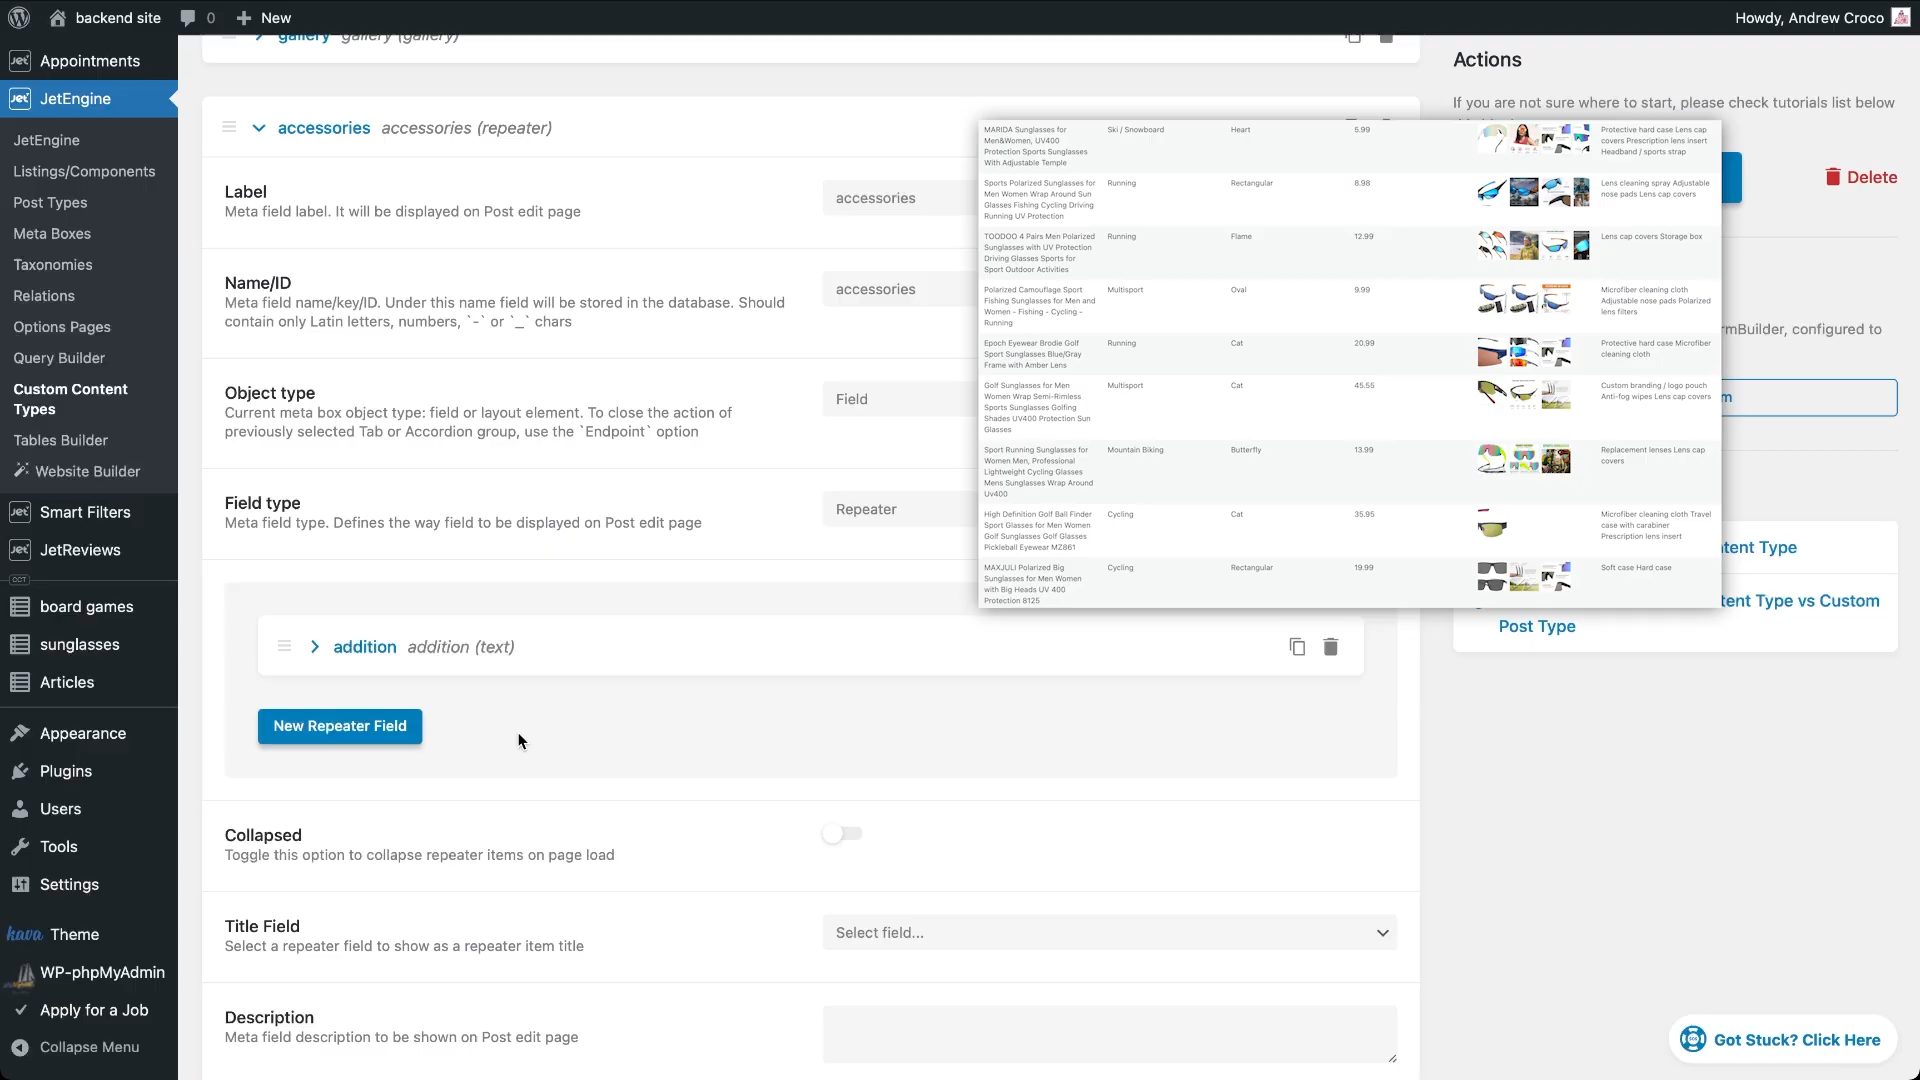 backend site
0
New
Howdy, Andrew Croco
Appointments
JetEngine
JetEngine
Listings/Components
Post Types
Meta Boxes
Taxonomies
Relations
Options Pages
Query Builder
Custom Content
Types
Tables Builder
Website Builder
Smart Filters
JetReviews
CCT
board games
sunglasses
Articles
Appearance
Plugins
Users
Tools
Settings
kava Theme
WP-phpMyAdmin
Apply for a Job
Collapse Menu
gallery gallery (gallery)
accessories accessories (repeater)
Label
Meta field label. It will be displayed on Post edit page
accessories
Name/ID
Meta field name/key/ID. Under this name field will be stored in the database. Should
contain only Latin letters, numbers, `-` or `_` chars
accessories
Object type
Current meta box object type: field or layout element. To close the action of
previously selected Tab or Accordion group, use the `Endpoint` option
Field
Field type
Meta field type. Defines the way field to be displayed on Post edit page
Repeater
addition addition (text)
New Repeater Field
Collapsed
Toggle this option to collapse repeater items on page load
Title Field
Select a repeater field to show as a repeater item title
Select field...
Description
Meta field description to be shown on Post edit page
MARIDA Sunglasses for
Men&Women, UV400
Protection Sports Sunglasses
With Adjustable Temple
Ski / Snowboard
Heart
5.99
Protective hard case Lens cap
covers Prescription lens insert
Headband / sports strap
Sports Polarized Sunglasses for
Men Women Wrap Around Sun
Glasses Fishing Cycling Driving
Running UV Protection
Running
Rectangular
8.98
Lens cleaning spray Adjustable
nose pads Lens cap covers
TOODOO 4 Pairs Men Polarized
Sunglasses with UV Protection
Driving Glasses Sports for
Sport Outdoor Activities
Running
Flame
12.99
Lens cap covers Storage box
Polarized Camouflage Sport
Fishing Sunglasses for Men and
Women - Fishing - Cycling -
Running
Multisport
Oval
9.99
Microfiber cleaning cloth
Adjustable nose pads Polarized
lens filters
Epoch Eyewear Brodie Golf
Sport Sunglasses Blue/Gray
Frame with Amber Lens
Running
Cat
20.99
Protective hard case Microfiber
cleaning cloth
Golf Sunglasses for Men
Women Wrap Semi-Rimless
Sports Sunglasses Golfing
Shades UV400 Protection Sun
Glasses
Multisport
Cat
45.55
Custom branding / logo pouch
Anti-fog wipes Lens cap covers
Sport Running Sunglasses for
Women Men, Professional
Lightweight Cycling Glasses
Mens Sunglasses Wrap Around
Uv400
Mountain Biking
Butterfly
13.99
Replacement lenses Lens cap
covers
High Definition Golf Ball Finder
Sport Glasses for Men Women
Golf Sunglasses Golf Glasses
Pickleball Eyewear MZ861
Cycling
Cat
35.95
Microfiber cleaning cloth Travel
case with carabiner
Prescription lens insert
MAXJULI Polarized Big
Sunglasses for Men Women
with Big Heads UV 400
Protection 8125
Cycling
Rectangular
19.99
Soft case Hard case
Actions
If you are not sure where to start, please check tutorials list below
Delete
rmBuilder, configured to
m
tent Type
tent Type vs Custom
Post Type
Got Stuck? Click Here